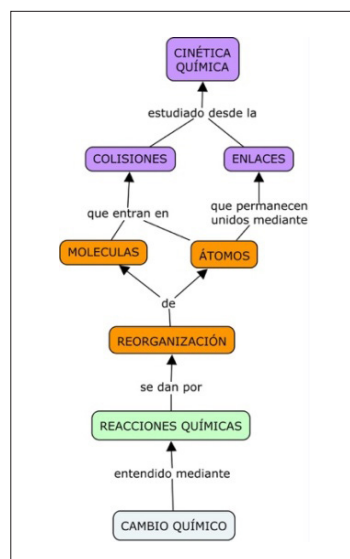 CINÉTICA
QUÍMICA
estudiado desde la
COLISIONES
ENLACES
que entran en
que permanecen
unidos mediante
MOLECULAS
ÁTOMOS
de
REORGANIZACIÓN
se dan por
REACCIONES QUÍMICAS
entendido mediante
CAMBIO QUÍMICO